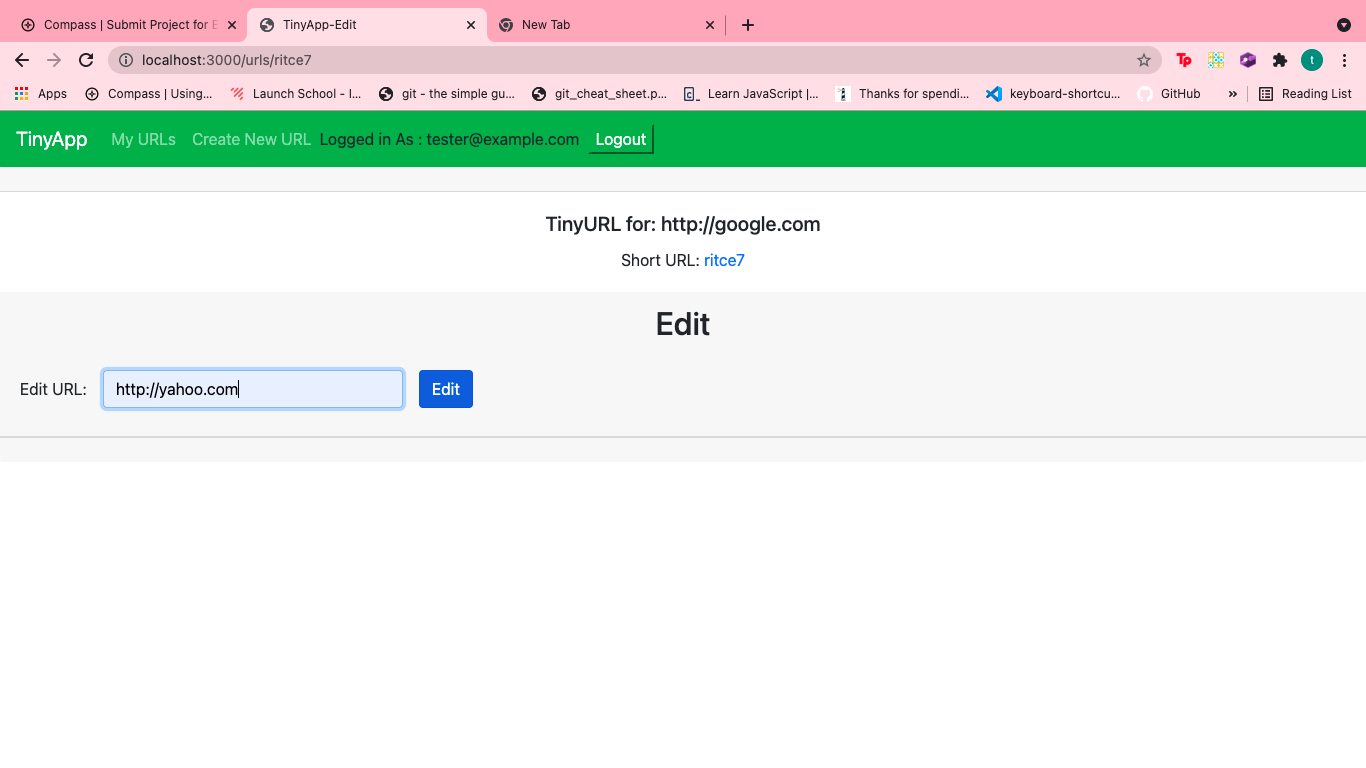 Compass | Submit Project for E
TinyApp-Edit
New Tab
localhost:3000/urls/ritce7
Tp
t
Apps
Compass | Using...
Launch School - I...
git - the simple gu...
git_cheat_sheet.p...
Learn JavaScript |...
Thanks for spendi...
keyboard-shortcu...
GitHub
»
Reading List
TinyApp My URLs Create New URL Logged in As : tester@example.com Logout
TinyURL for: http://google.com
Short URL: ritce7
Edit
Edit URL: http://yahoo.com Edit